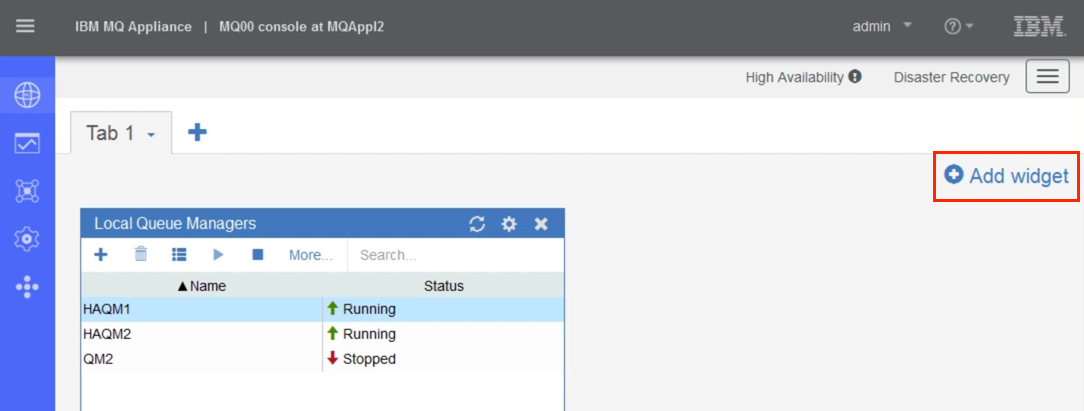 IBM MQ Appliance | MQ00 console at MQAppl2
admin
IBM
High Availability
Disaster Recovery
Tab 1
Add widget
Local Queue Managers
More...
Search...
Name Status
HAQM1 Running
HAQM2 Running
QM2 Stopped